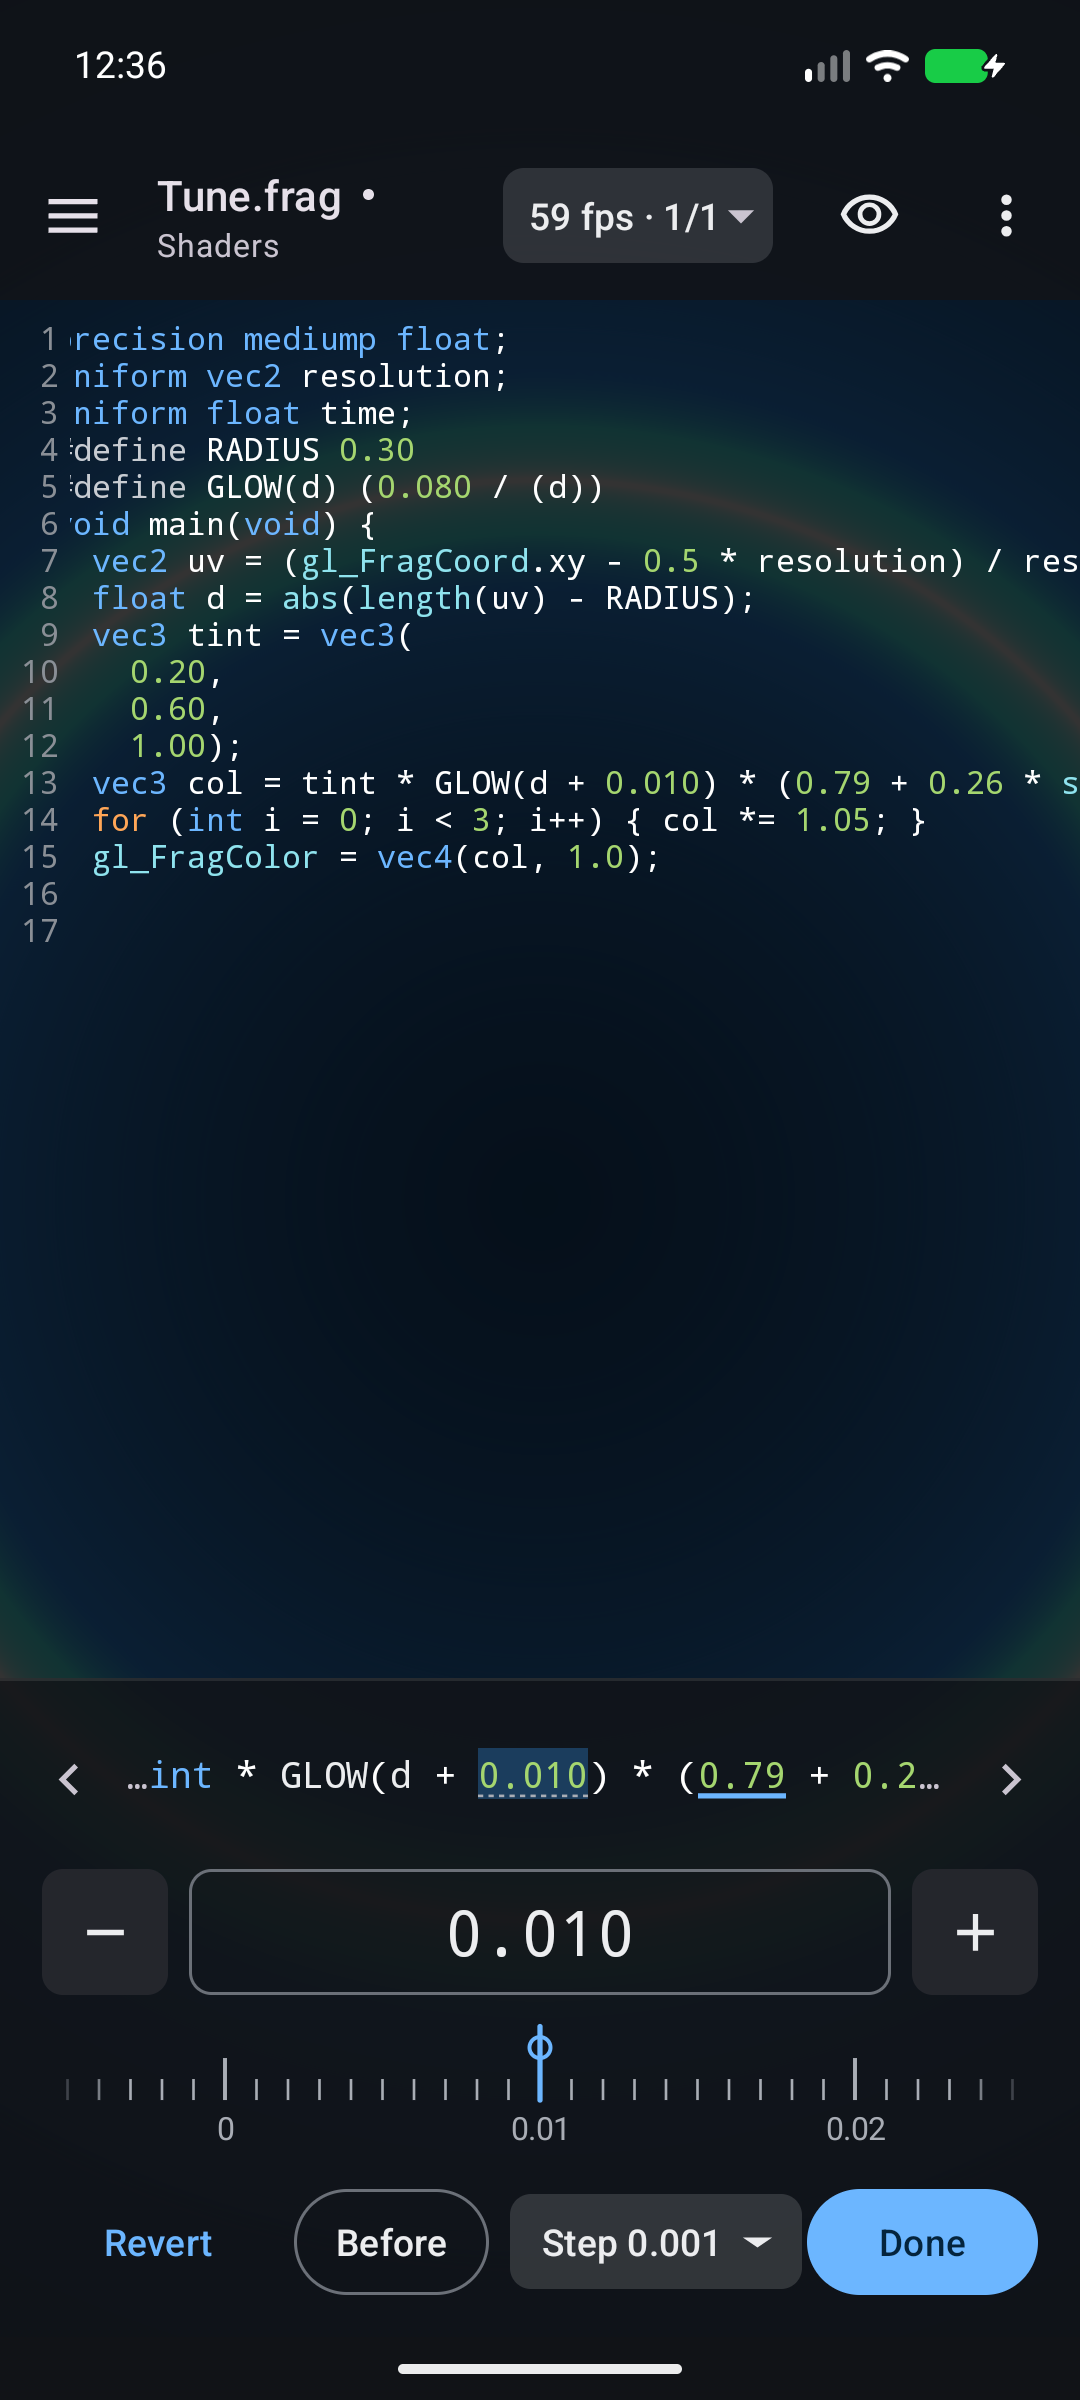 12:36
Tune.frag •
Shaders
59 fps · 1/1
1 recision mediump float;
2 niform vec2 resolution;
3 niform float time;
4 define RADIUS 0.30
5 define GLOW(d) (0.080 / (d))
6 void main(void) {
7 vec2 uv = (gl_FragCoord.xy - 0.5 * resolution) / res
8 float d = abs(length(uv) - RADIUS);
9 vec3 tint = vec3(
10 0.20,
11 0.60,
12 1.00);
13 vec3 col = tint * GLOW(d + 0.010) * (0.79 + 0.26 * s
14 for (int i = 0; i < 3; i++) { col *= 1.05; }
15 gl_FragColor = vec4(col, 1.0);
16
17
…int * GLOW(d + 0.010) * (0.79 + 0.2…
0.010
0 0.01 0.02
Revert Before Step 0.001 Done